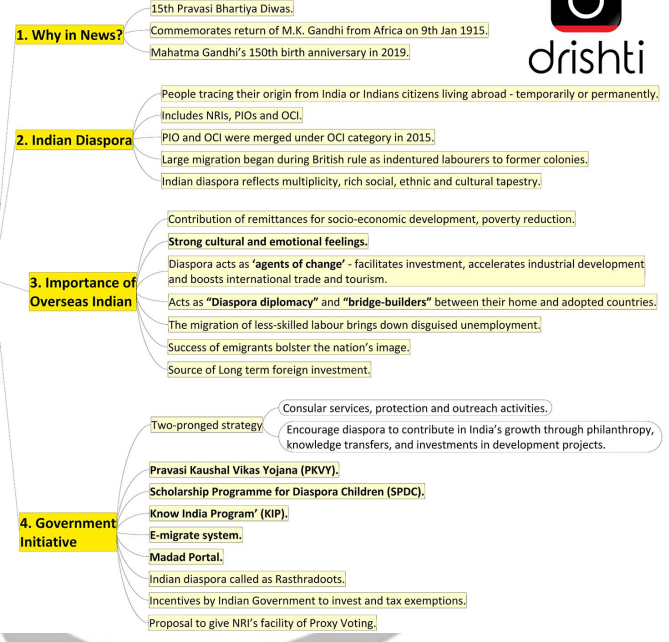 drishti
1. Why in News?
15th Pravasi Bhartiya Diwas.
Commemorates return of M.K. Gandhi from Africa on 9th Jan 1915.
Mahatma Gandhi's 150th birth anniversary in 2019.
2. Indian Diaspora
People tracing their origin from India or Indians citizens living abroad - temporarily or permanently.
Includes NRIs, PIOs and OCI.
PIO and OCI were merged under OCI category in 2015.
Large migration began during British rule as indentured labourers to former colonies.
Indian diaspora reflects multiplicity, rich social, ethnic and cultural tapestry.
3. Importance of
Overseas Indian
Contribution of remittances for socio-economic development, poverty reduction.
Strong cultural and emotional feelings.
Diaspora acts as 'agents of change' - facilitates investment, accelerates industrial development
and boosts international trade and tourism.
Acts as "Diaspora diplomacy" and "bridge-builders" between their home and adopted countries.
The migration of less-skilled labour brings down disguised unemployment.
Success of emigrants bolster the nation's image.
Source of Long term foreign investment.
4. Government
Initiative
Two-pronged strategy
Consular services, protection and outreach activities.
Encourage diaspora to contribute in India's growth through philanthropy,
knowledge transfers, and investments in development projects.
Pravasi Kaushal Vikas Yojana (PKVY).
Scholarship Programme for Diaspora Children (SPDC).
Know India Program' (KIP).
E-migrate system.
Madad Portal.
Indian diaspora called as Rasthradoots.
Incentives by Indian Government to invest and tax exemptions.
Proposal to give NRI's facility of Proxy Voting.